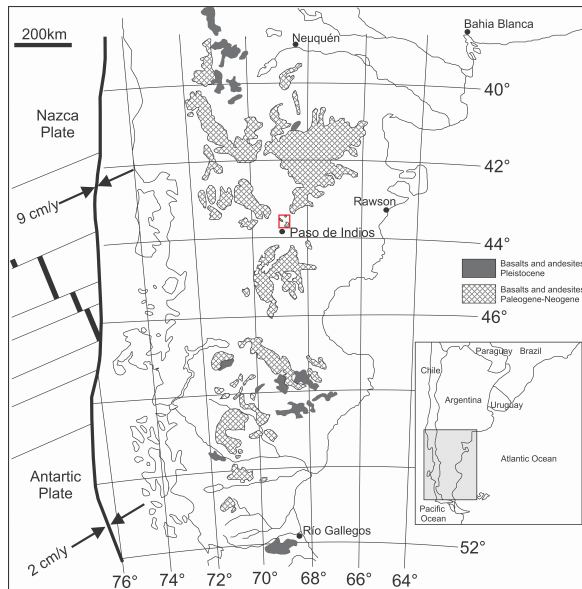 200km
Neuquén
Bahia Blanca
40°
Nazca
Plate
42°
9 cm/y
Rawson
Paso de Indios
44°
Basalts and andesites
Pleistocene
Basalts and andesites
Paleogene-Neogene
46°
Paraguay
Brazil
Chile
Argentina
Uruguay
Atlantic Ocean
Pacific
Ocean
Antartic
Plate
2 cm/y
Río Gallegos
52°
76° 74° 72° 70° 68° 66° 64°